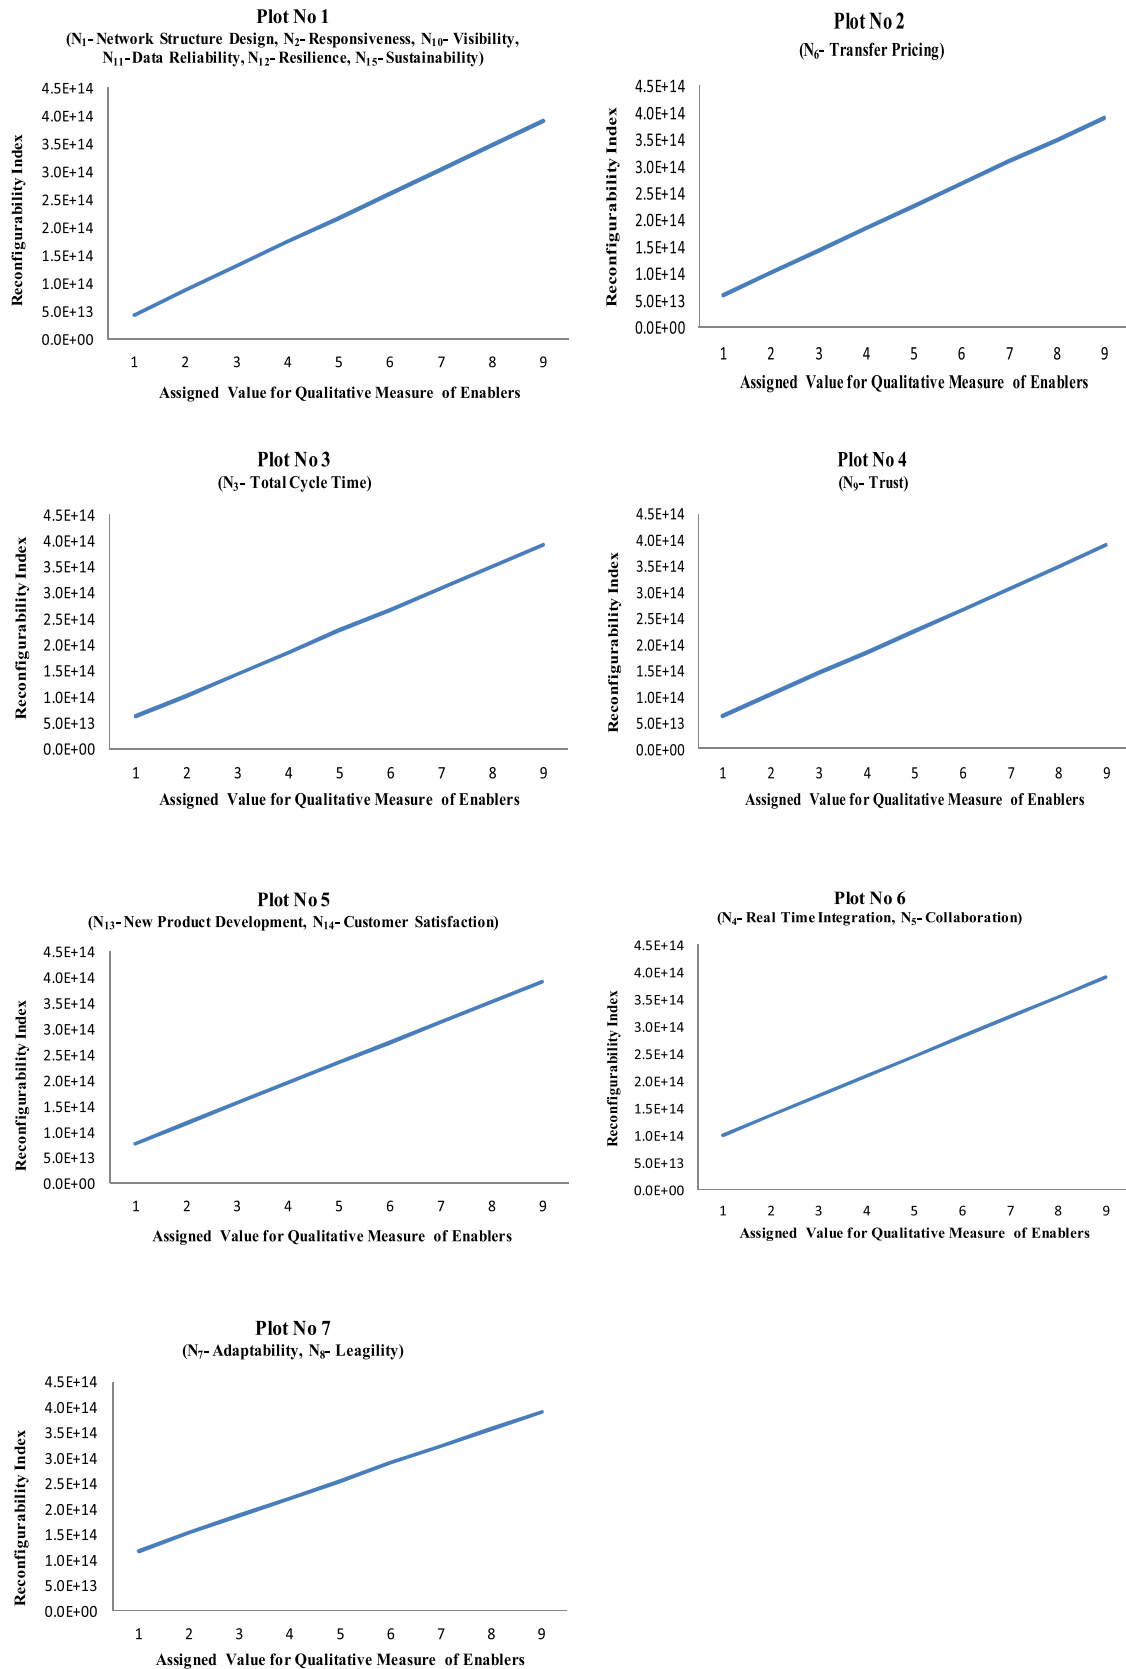 Plot No 1
(N₁- Network Structure Design, N₂- Responsiveness, N₁₀- Visibility,
N₁₁-Data Reliability, N₁₂- Resilience, N₁₅- Sustainability)
4.5E+14
4.0E+14
3.5E+14
3.0E+14
2.5E+14
2.0E+14
1.5E+14
1.0E+14
5.0E+13
0.0E+00
Reconfigurability Index
1 2 3 4 5 6 7 8 9
Assigned Value for Qualitative Measure of Enablers
Plot No 2
(N₆- Transfer Pricing)
4.5E+14
4.0E+14
3.5E+14
3.0E+14
2.5E+14
2.0E+14
1.5E+14
1.0E+14
5.0E+13
0.0E+00
Reconfigurability Index
1 2 3 4 5 6 7 8 9
Assigned Value for Qualitative Measure of Enablers
Plot No 3
(N₃- Total Cycle Time)
4.5E+14
4.0E+14
3.5E+14
3.0E+14
2.5E+14
2.0E+14
1.5E+14
1.0E+14
5.0E+13
0.0E+00
Reconfigurability Index
1 2 3 4 5 6 7 8 9
Assigned Value for Qualitative Measure of Enablers
Plot No 4
(N₉- Trust)
4.5E+14
4.0E+14
3.5E+14
3.0E+14
2.5E+14
2.0E+14
1.5E+14
1.0E+14
5.0E+13
0.0E+00
Reconfigurability Index
1 2 3 4 5 6 7 8 9
Assigned Value for Qualitative Measure of Enablers
Plot No 5
(N₁₃- New Product Development, N₁₄- Customer Satisfaction)
4.5E+14
4.0E+14
3.5E+14
3.0E+14
2.5E+14
2.0E+14
1.5E+14
1.0E+14
5.0E+13
0.0E+00
Reconfigurability Index
1 2 3 4 5 6 7 8 9
Assigned Value for Qualitative Measure of Enablers
Plot No 6
(N₄- Real Time Integration, N₅- Collaboration)
4.5E+14
4.0E+14
3.5E+14
3.0E+14
2.5E+14
2.0E+14
1.5E+14
1.0E+14
5.0E+13
0.0E+00
Reconfigurability Index
1 2 3 4 5 6 7 8 9
Assigned Value for Qualitative Measure of Enablers
Plot No 7
(N₇- Adaptability, N₈- Leagility)
4.5E+14
4.0E+14
3.5E+14
3.0E+14
2.5E+14
2.0E+14
1.5E+14
1.0E+14
5.0E+13
0.0E+00
Reconfigurability Index
1 2 3 4 5 6 7 8 9
Assigned Value for Qualitative Measure of Enablers